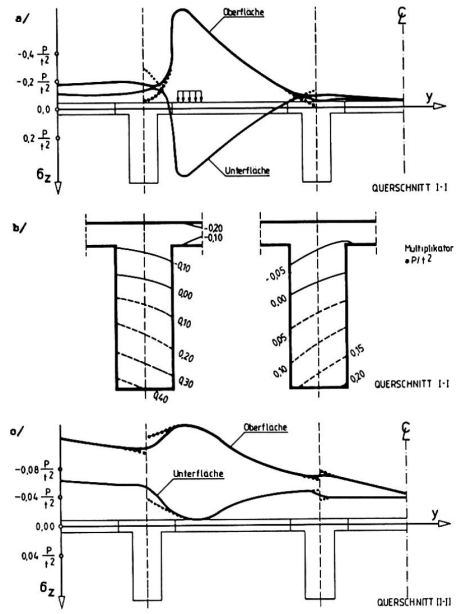 a/
Oberfläche
-0,4 P/t²
-0,2 P/t²
0,0
0,2 P/t²
σz
y
Unterfläche
QUERSCHNITT I-I
b/
-0,20
-0,10
-0,10
0,00
0,10
0,20
0,30
0,40
-0,05
0,00
0,05
0,10
0,15
0,20
Multiplikator
• P/t²
QUERSCHNITT I-I
Oberfläche
Unterfläche
-0,08 P/t²
-0,04 P/t²
0,00
0,04 P/t²
σz
y
QUERSCHNITT II-II